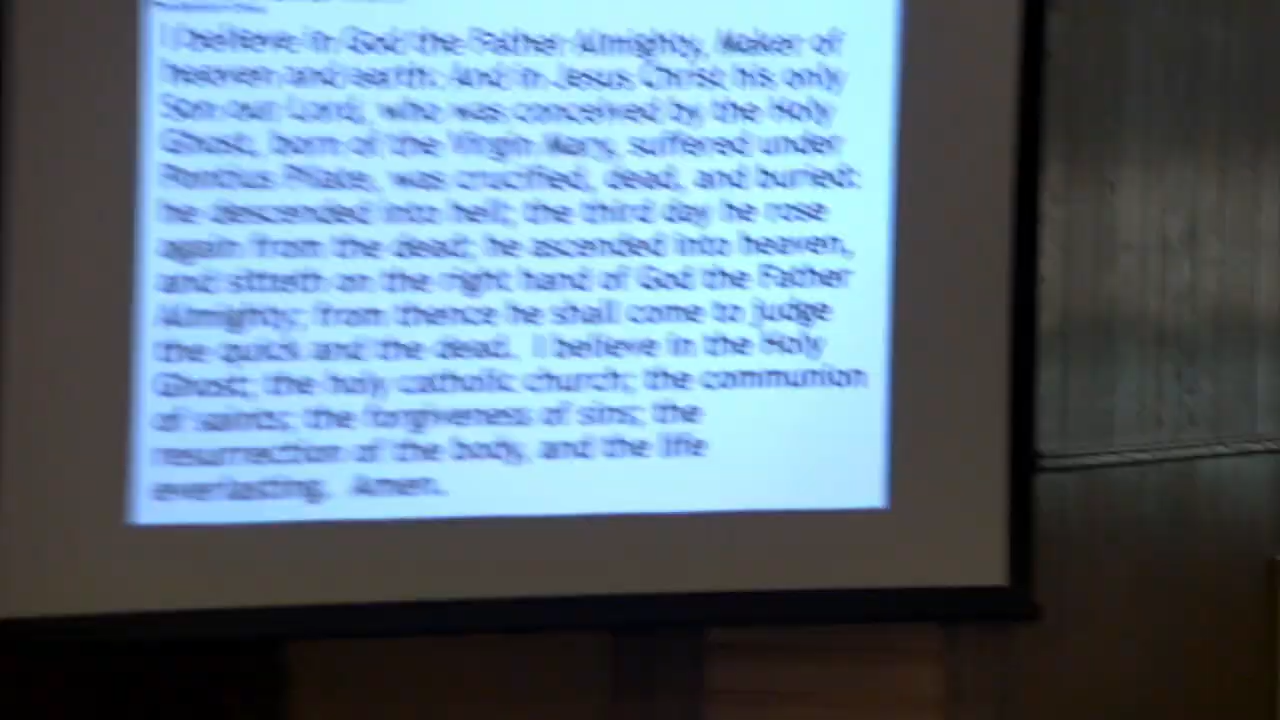 I believe in God the Father Almighty, Maker of
heaven and earth: And in Jesus Christ his only
Son our Lord, who was conceived by the Holy
Ghost, born of the Virgin Mary, suffered under
Pontius Pilate, was crucified, dead, and buried:
he descended into hell; the third day he rose
again from the dead; he ascended into heaven,
and sitteth on the right hand of God the Father
Almighty; from thence he shall come to judge
the quick and the dead. I believe in the Holy
Ghost; the holy catholic church; the communion
of saints; the forgiveness of sins; the
resurrection of the body, and the life
everlasting. Amen.